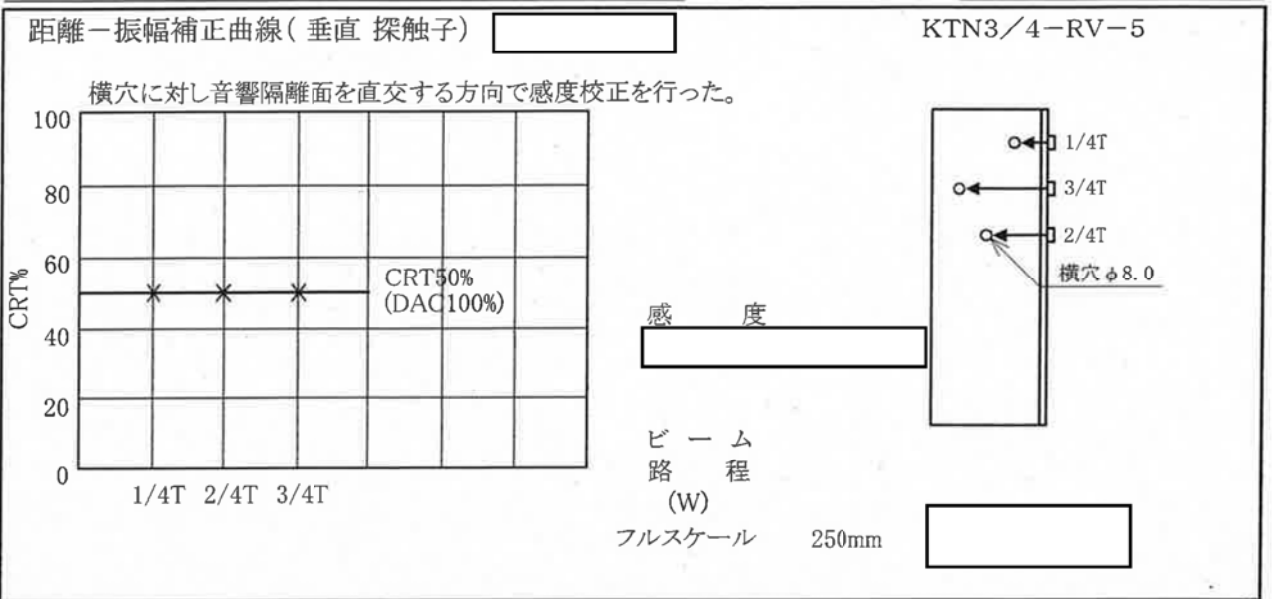 距離－振幅補正曲線( 垂直 探触子)
KTN3／4－RV－5
横穴に対し音響隔離面を直交する方向で感度校正を行った。
100
80
60
40
20
0
CRT%
CRT50%
(DAC100%)
1/4T 2/4T 3/4T
1/4T
3/4T
2/4T
横穴φ8.0
感 度
ビ ー ム
路 程
(W)
フルスケール 250mm